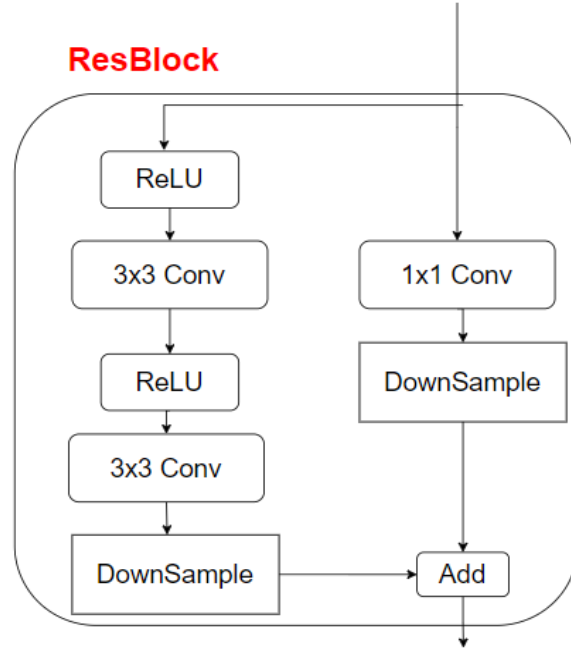 ResBlock
ReLU
3x3 Conv
ReLU
3x3 Conv
DownSample
1x1 Conv
DownSample
Add